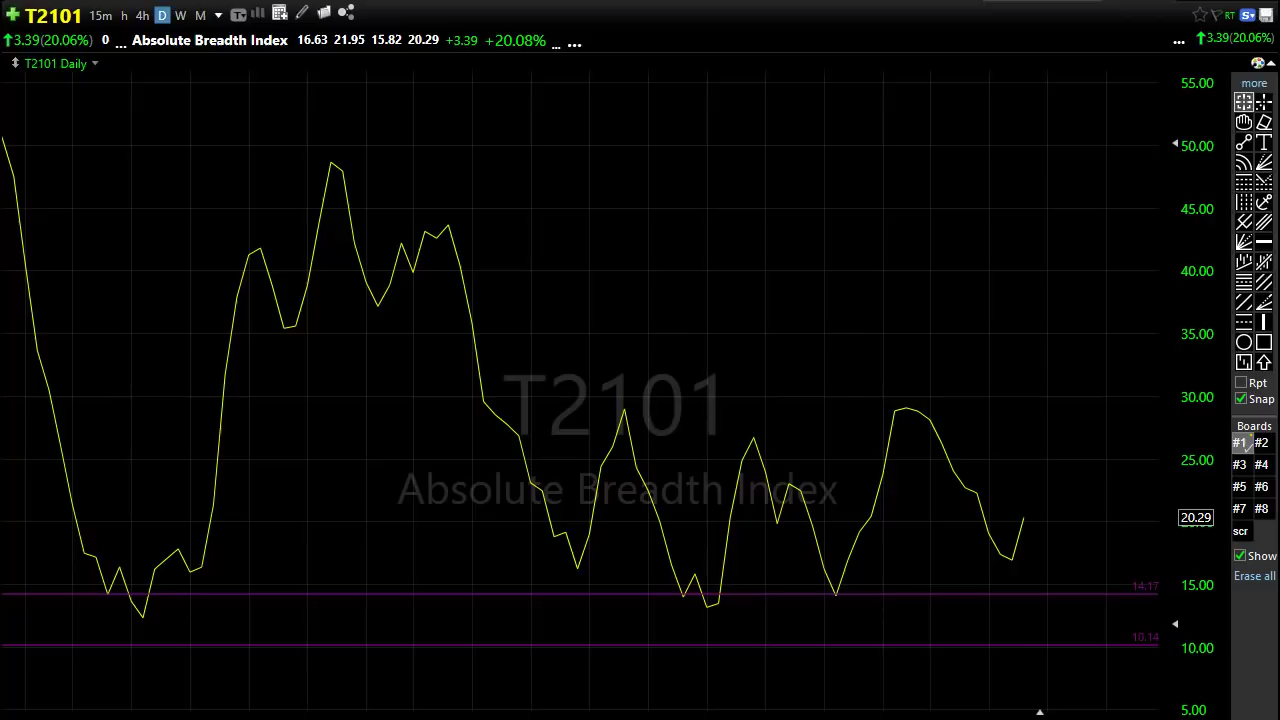 T2101 15m h 4h D W M T RT S
3.39(20.06%) 0 ... Absolute Breadth Index 16.63 21.95 15.82 20.29 +3.39 +20.08% ... ... ... 3.39(20.06%)
T2101 Daily
more
55.00
50.00
45.00
40.00
35.00
30.00
25.00
20.29
15.00
10.00
5.00
T2101
Absolute Breadth Index
14.17
10.14
T
Rpt
Snap
Boards
#1 #2
#3 #4
#5 #6
#7 #8
scr
Show
Erase all